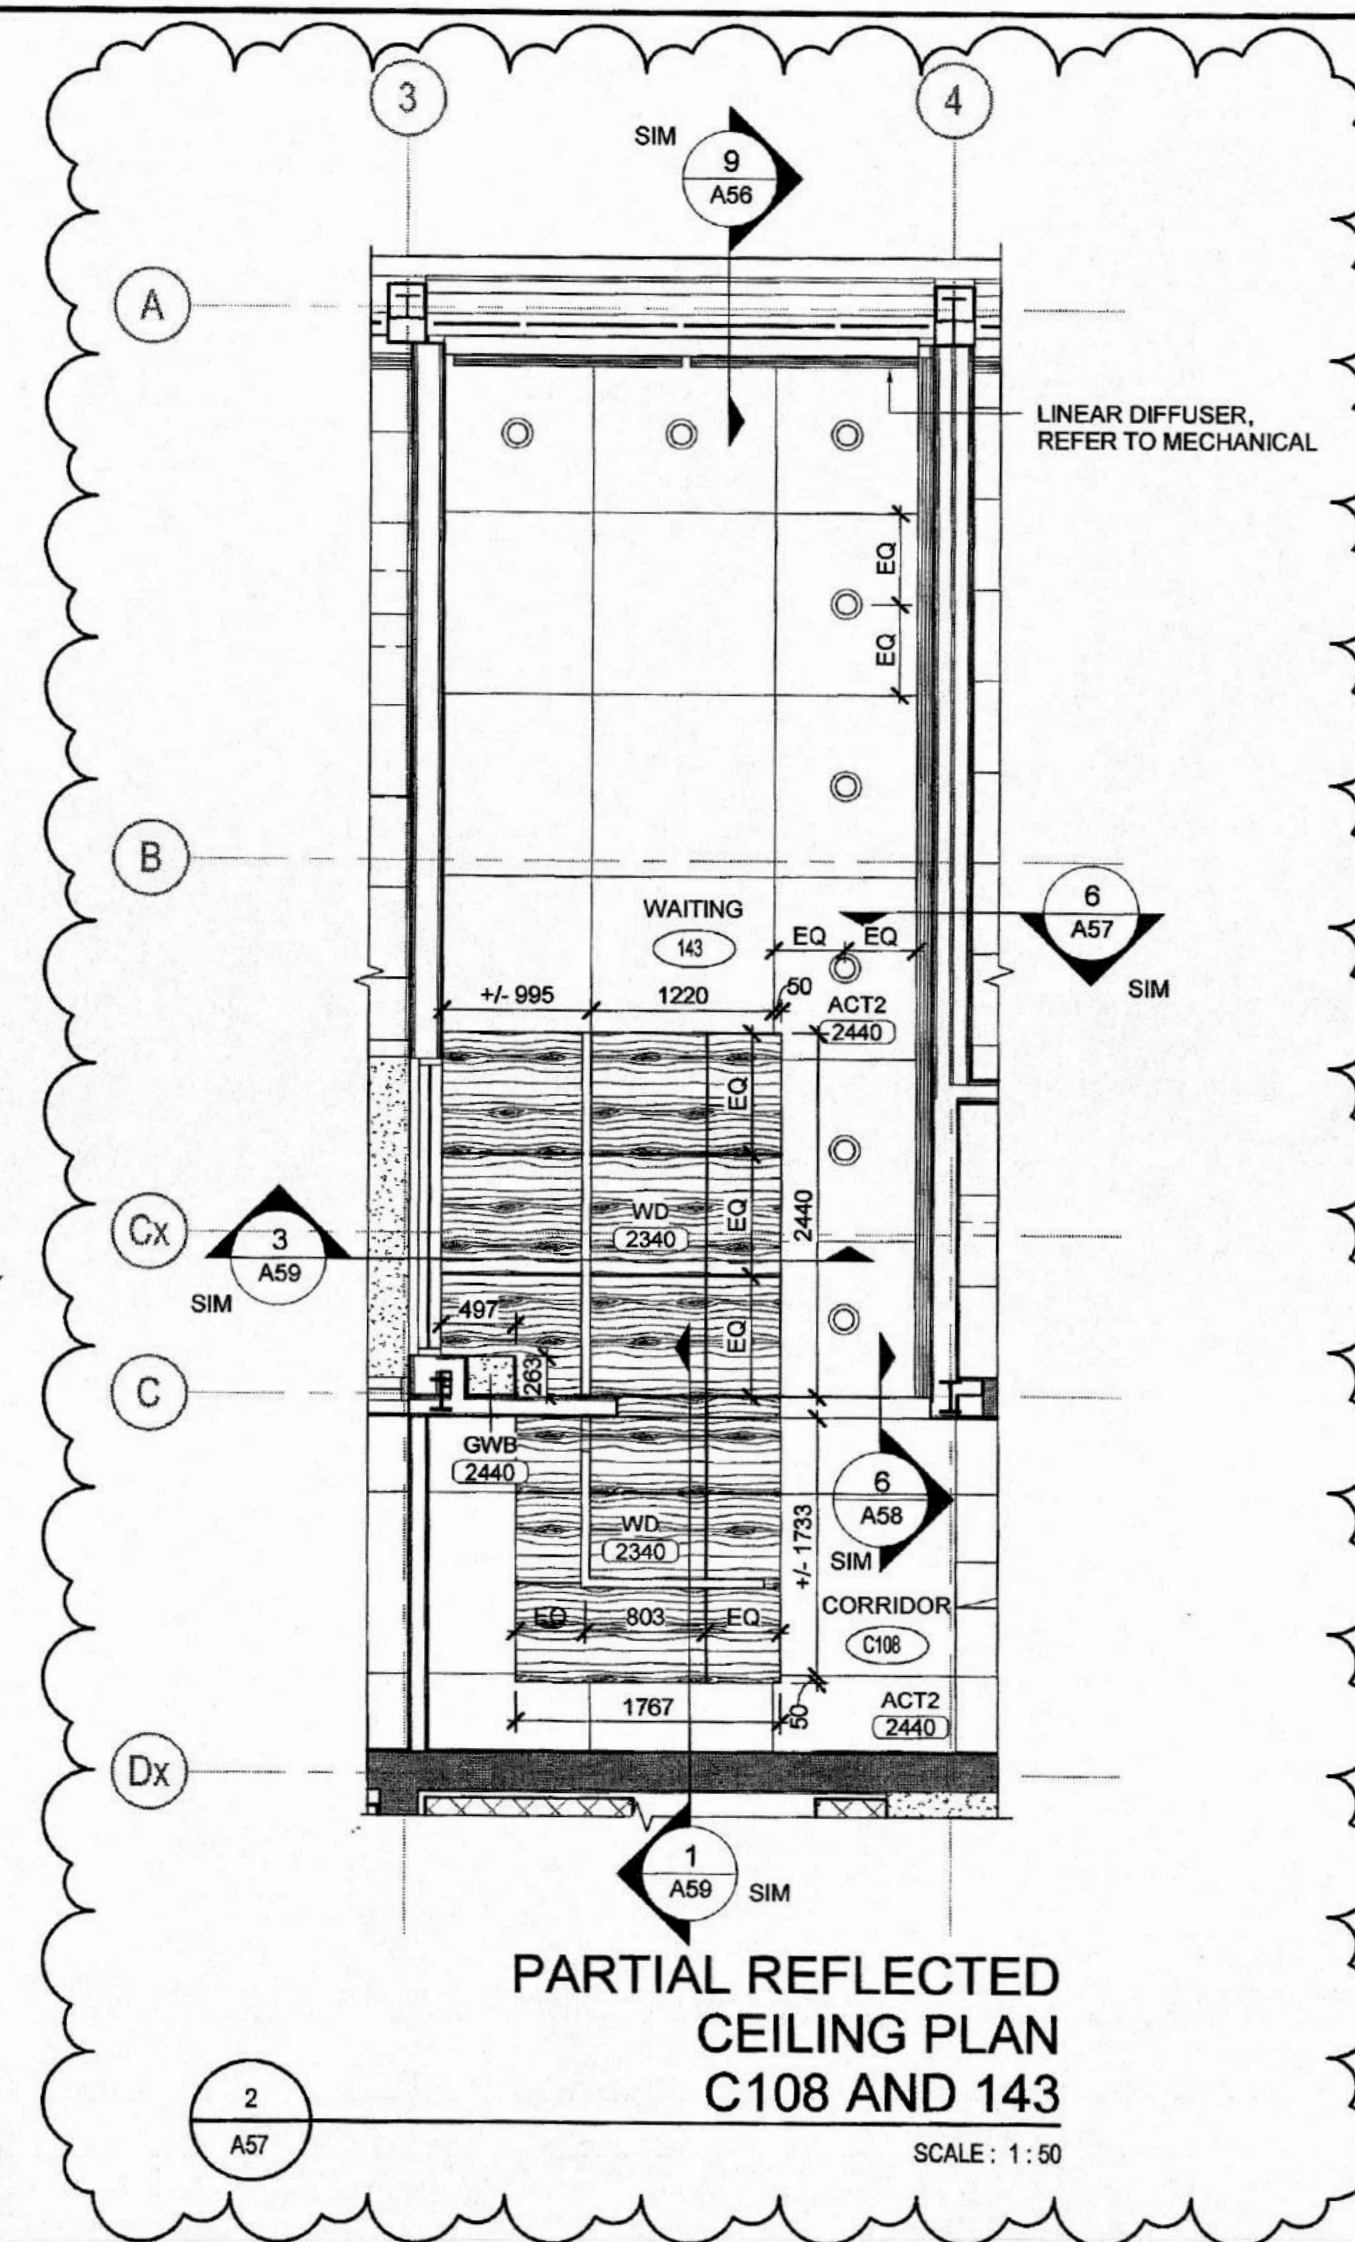 3
4
SIM
9
A56
A
LINEAR DIFFUSER,
REFER TO MECHANICAL
EQ
EQ
B
6
A57
SIM
WAITING
143
EQ
EQ
+/- 995
1220
50
ACT2
2440
EQ
Cx
3
A59
SIM
WD
2340
EQ
2440
497
EQ
263
C
GWB
2440
6
A58
SIM
WD
2340
+/- 1733
EQ
803
EQ
CORRIDOR
C108
1767
50
ACT2
2440
Dx
1
A59
SIM
PARTIAL REFLECTED
CEILING PLAN
C108 AND 143
2
A57
SCALE : 1 : 50